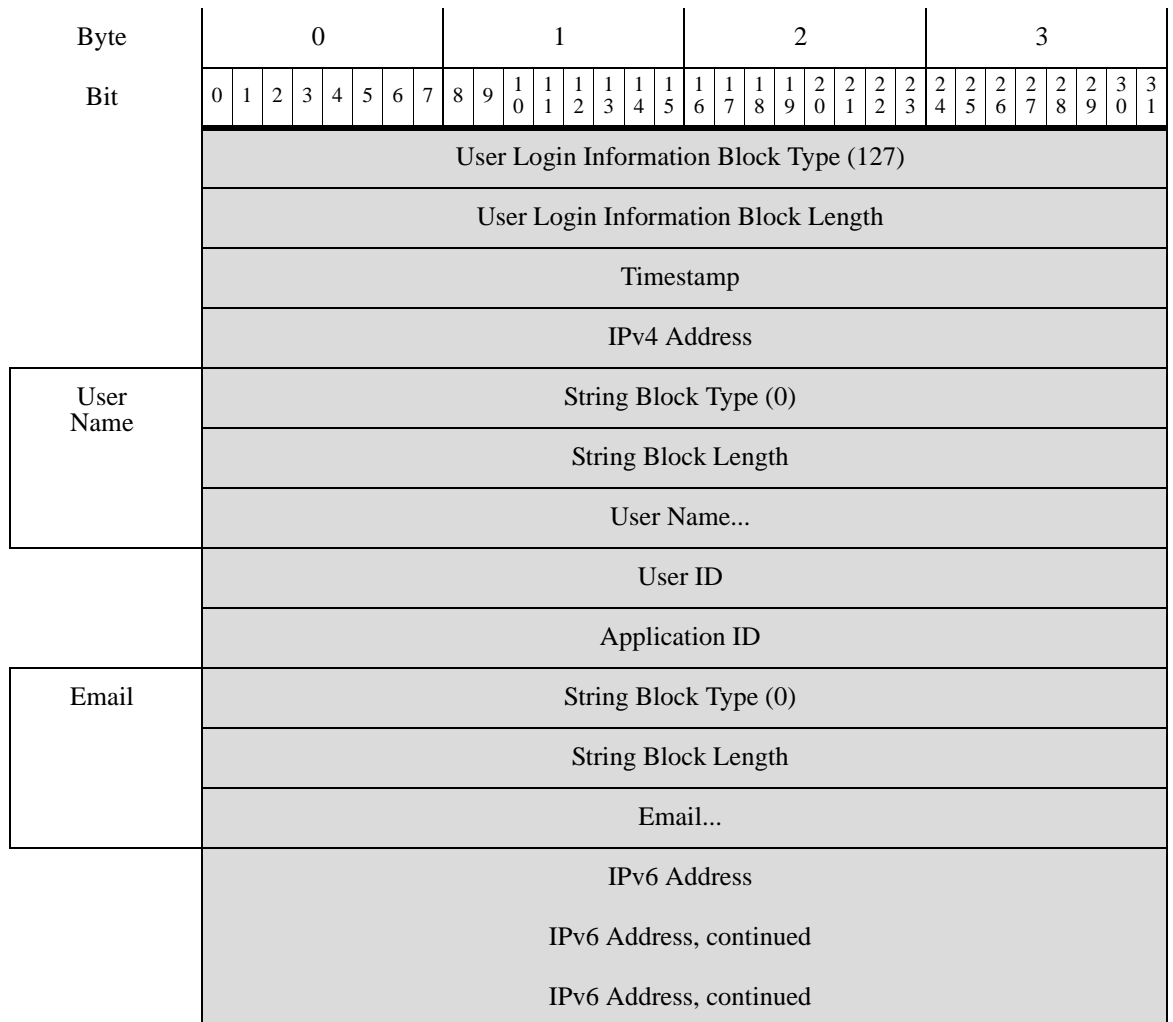 Byte 0 1 2 3
Bit 0 1 2 3 4 5 6 7 8 9 10 11 12 13 14 15 16 17 18 19 20 21 22 23 24 25 26 27 28 29 30 31
User Login Information Block Type (127)
User Login Information Block Length
Timestamp
IPv4 Address
User
Name
String Block Type (0)
String Block Length
User Name...
User ID
Application ID
Email
String Block Type (0)
String Block Length
Email...
IPv6 Address
IPv6 Address, continued
IPv6 Address, continued